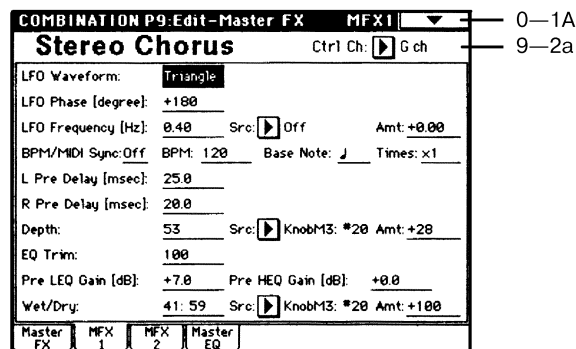 COMBINATION P9:Edit-Master FX MFX1 0—1A
Stereo Chorus Ctrl Ch: G ch 9—2a
LFO Waveform: Triangle
LFO Phase [degree]: +180
LFO Frequency [Hz]: 0.40 Src: Off Amt: +0.00
BPM/MIDI Sync: Off BPM: 120 Base Note: ♩ Times: x1
L Pre Delay [msec]: 25.0
R Pre Delay [msec]: 20.0
Depth: 53 Src: KnobM3: #20 Amt: +28
EQ Trim: 100
Pre LEQ Gain [dB]: +7.0 Pre HEQ Gain [dB]: +0.0
Wet/Dry: 41: 59 Src: KnobM3: #20 Amt: +100
Master FX MFX 1 MFX 2 Master EQ